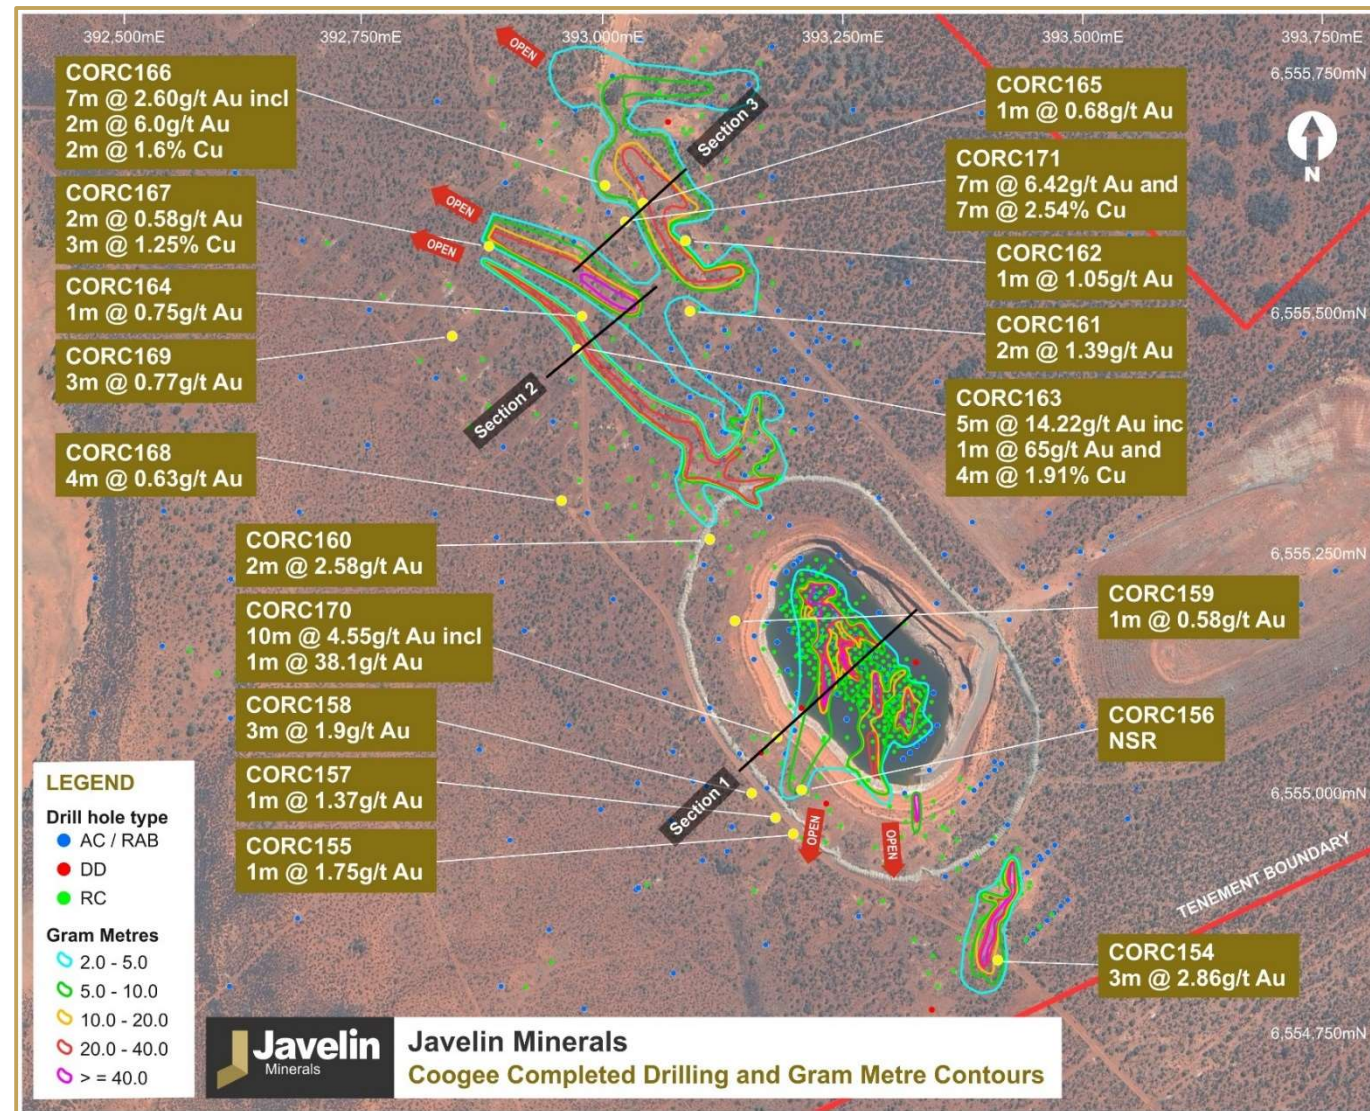 392,500mE
392,750mE
393,000mE
393,250mE
393,500mE
393,750mE
6,555,750mN
6,555,500mN
6,555,250mN
6,555,000mN
6,554,750mN
N
OPEN
OPEN
OPEN
OPEN
OPEN
CORC166
7m @ 2.60g/t Au incl
2m @ 6.0g/t Au
2m @ 1.6% Cu
CORC167
2m @ 0.58g/t Au
3m @ 1.25% Cu
CORC164
1m @ 0.75g/t Au
CORC169
3m @ 0.77g/t Au
CORC168
4m @ 0.63g/t Au
CORC160
2m @ 2.58g/t Au
CORC170
10m @ 4.55g/t Au incl
1m @ 38.1g/t Au
CORC158
3m @ 1.9g/t Au
CORC157
1m @ 1.37g/t Au
CORC155
1m @ 1.75g/t Au
CORC165
1m @ 0.68g/t Au
CORC171
7m @ 6.42g/t Au and
7m @ 2.54% Cu
CORC162
1m @ 1.05g/t Au
CORC161
2m @ 1.39g/t Au
CORC163
5m @ 14.22g/t Au inc
1m @ 65g/t Au and
4m @ 1.91% Cu
CORC159
1m @ 0.58g/t Au
CORC156
NSR
CORC154
3m @ 2.86g/t Au
Section 3
Section 2
Section 1
TENEMENT BOUNDARY
LEGEND
Drill hole type
AC / RAB
DD
RC
Gram Metres
2.0 - 5.0
5.0 - 10.0
10.0 - 20.0
20.0 - 40.0
> = 40.0
Javelin
Minerals
Javelin Minerals
Coogee Completed Drilling and Gram Metre Contours